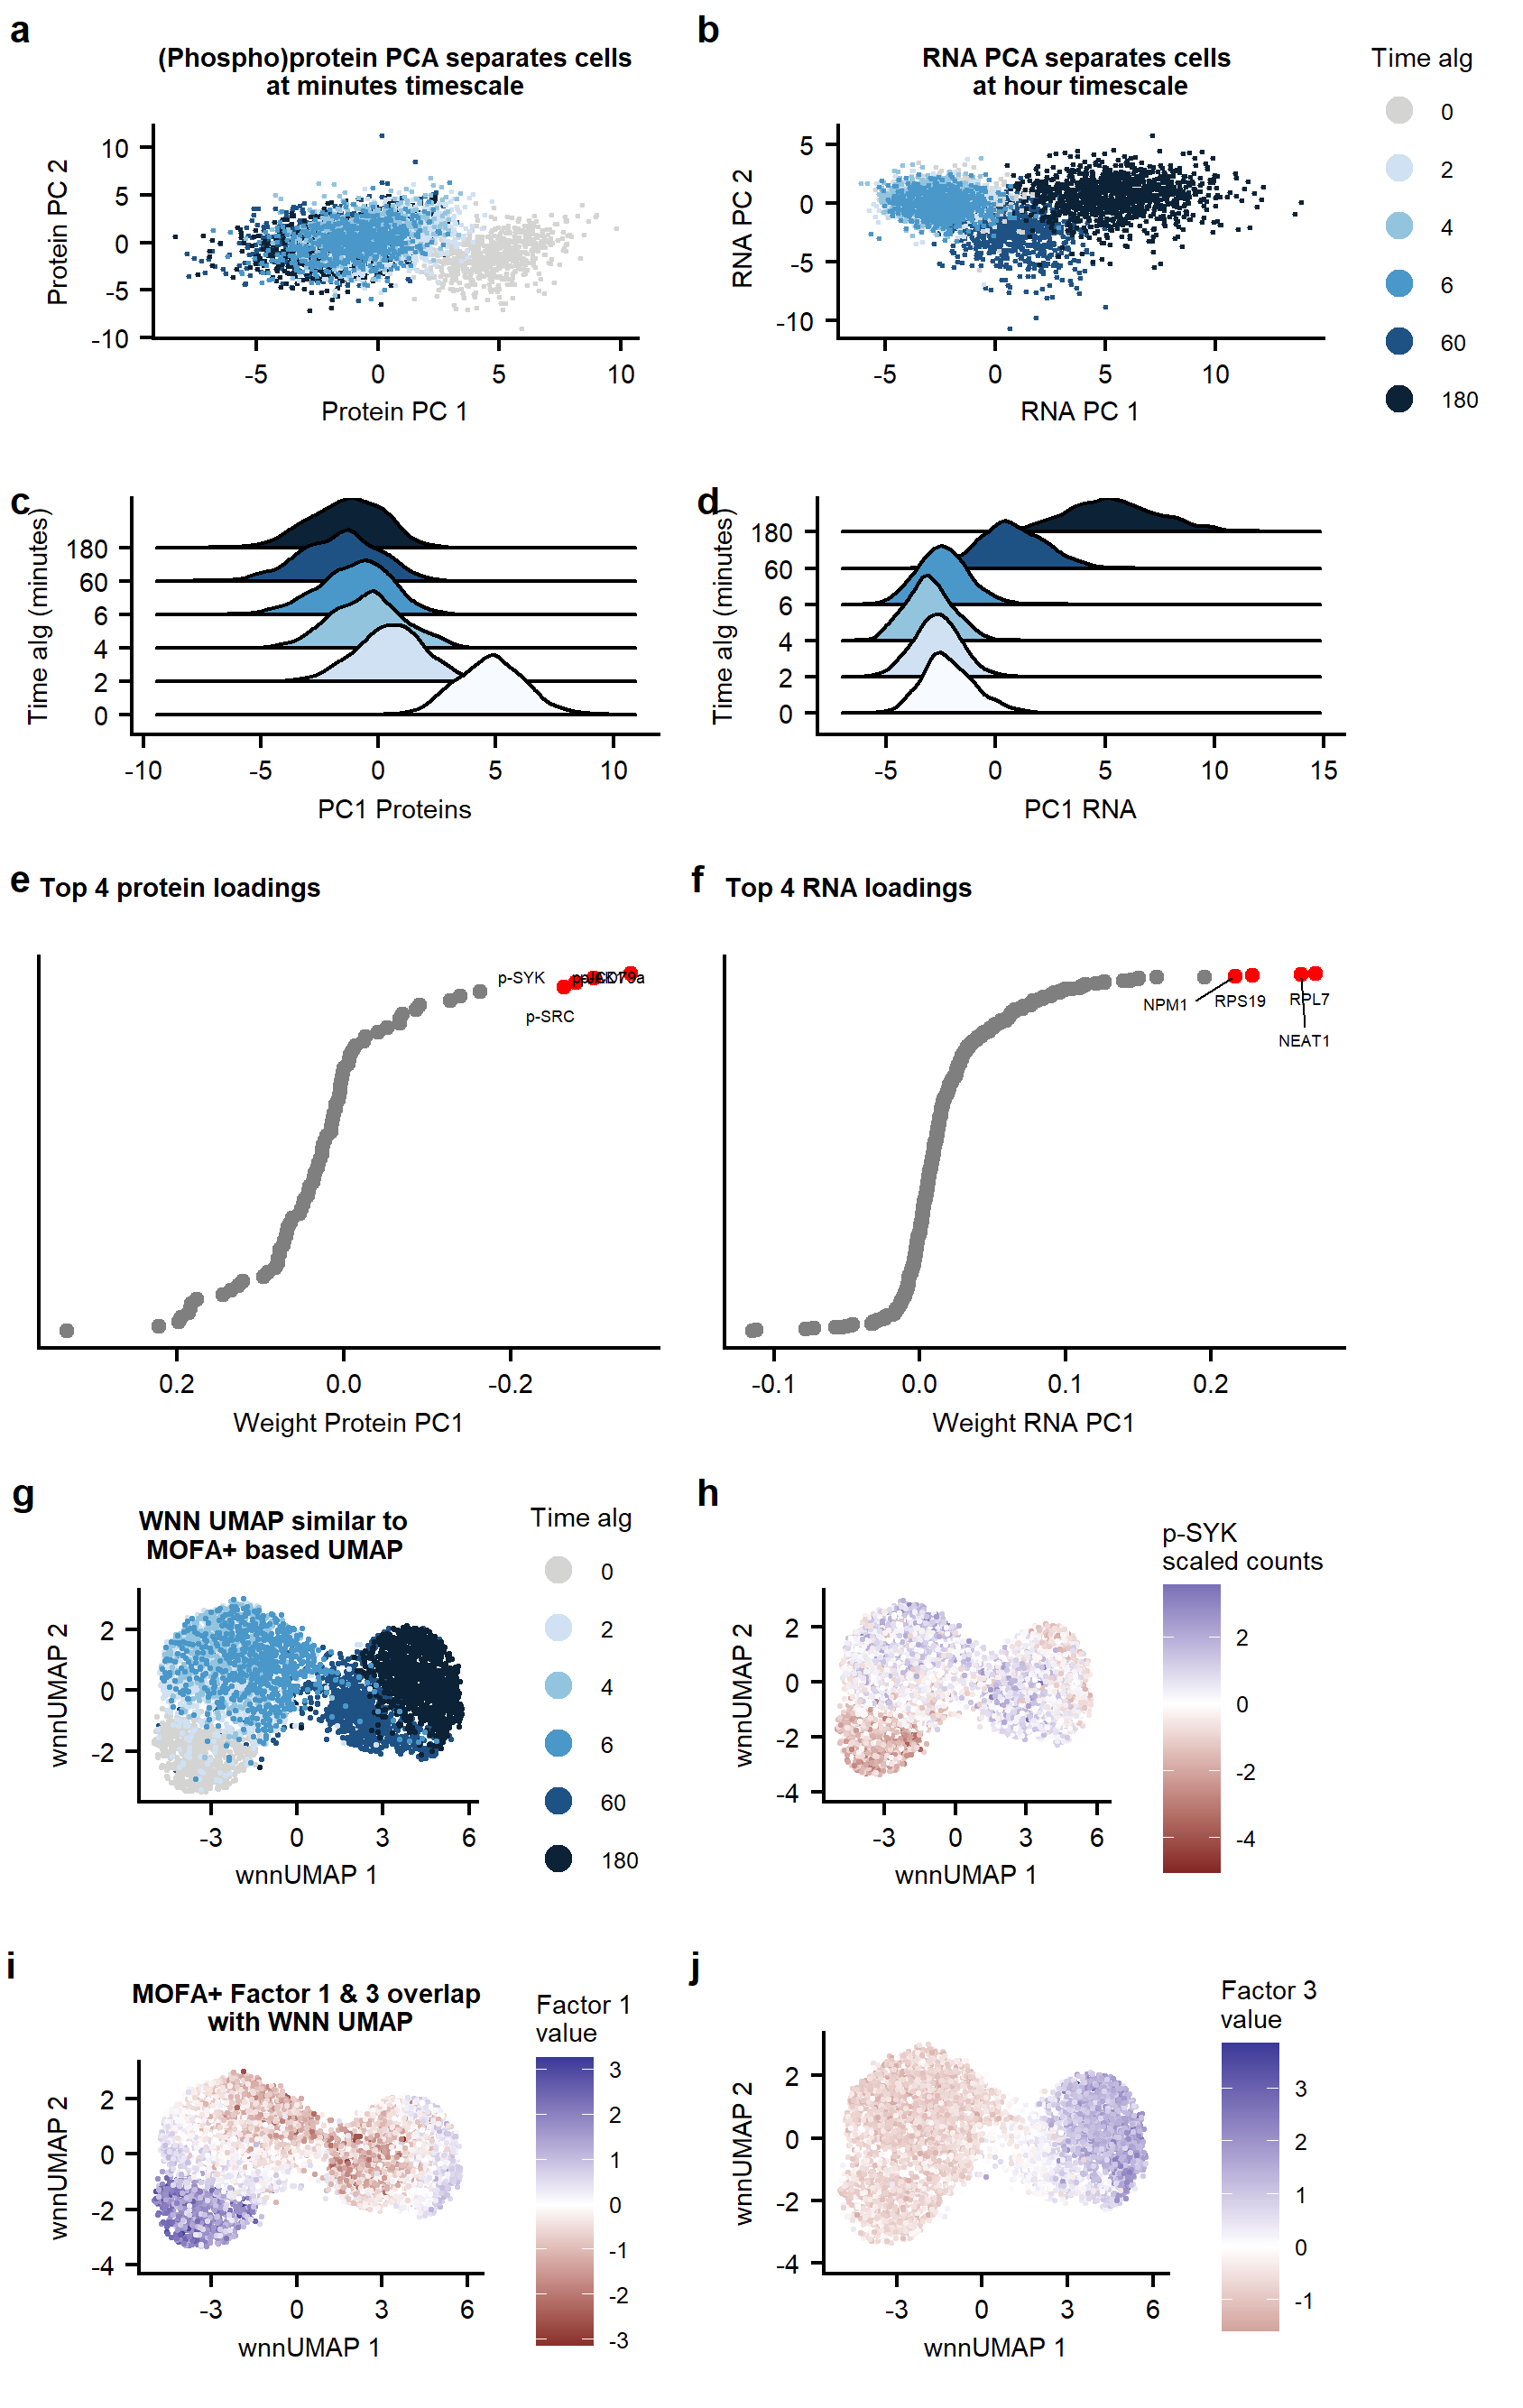 a
(Phospho)protein PCA separates cells
at minutes timescale
10
5
0
-5
-10
Protein PC 2
-5
0
5
10
Protein PC 1
b
RNA PCA separates cells
at hour timescale
5
0
-5
-10
RNA PC 2
-5
0
5
10
RNA PC 1
Time alg
0
2
4
6
60
180
c
Time alg (minutes)
180
60
6
4
2
0
-10
-5
0
5
10
PC1 Proteins
d
Time alg (minutes)
180
60
6
4
2
0
-5
0
5
10
15
PC1 RNA
e
Top 4 protein loadings
p-SYK
p-SRC
0.2
0.0
-0.2
Weight Protein PC1
f
Top 4 RNA loadings
NPM1
RPS19
RPL7
NEAT1
-0.1
0.0
0.1
0.2
Weight RNA PC1
g
WNN UMAP similar to
MOFA+ based UMAP
2
0
-2
wnnUMAP 2
-3
0
3
6
wnnUMAP 1
Time alg
0
2
4
6
60
180
h
2
0
-2
-4
wnnUMAP 2
-3
0
3
6
wnnUMAP 1
p-SYK
scaled counts
2
0
-2
-4
i
MOFA+ Factor 1 & 3 overlap
with WNN UMAP
2
0
-2
-4
wnnUMAP 2
-3
0
3
6
wnnUMAP 1
Factor 1
value
3
2
1
0
-1
-2
-3
j
2
0
-2
-4
wnnUMAP 2
-3
0
3
6
wnnUMAP 1
Factor 3
value
3
2
1
0
-1